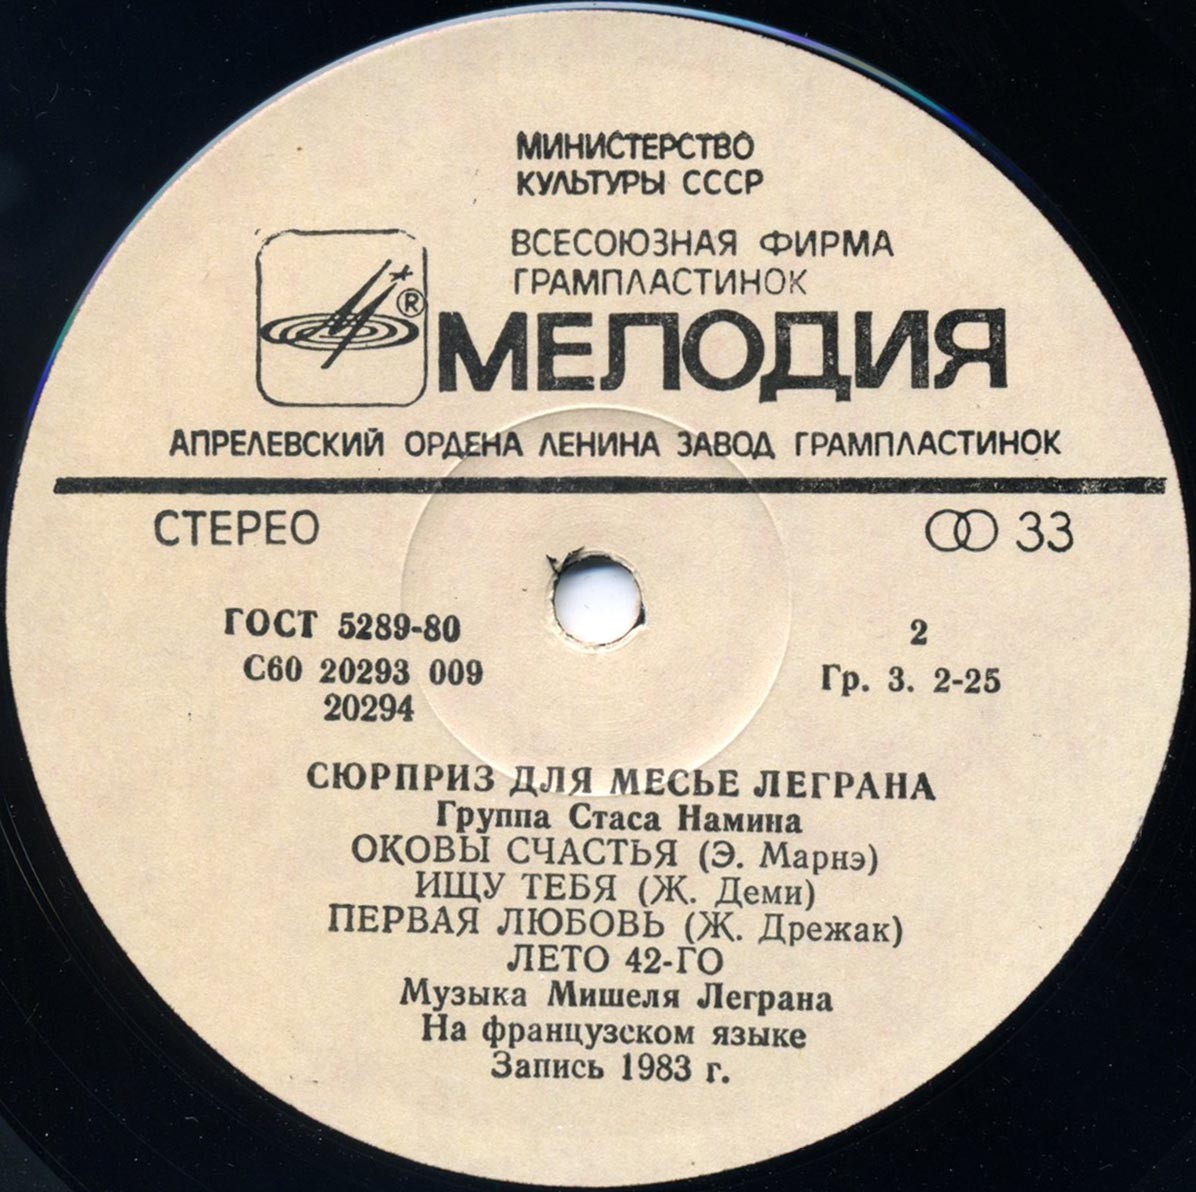 МИНИСТЕРСТВО
КУЛЬТУРЫ СССР
ВСЕСОЮЗНАЯ ФИРМА
ГРАМПЛАСТИНОК
®
МЕЛОДИЯ
АПРЕЛЕВСКИЙ ОРДЕНА ЛЕНИНА ЗАВОД ГРАМПЛАСТИНОК
СТЕРЕО
33
ГОСТ 5289-80
2
С60 20293 009
Гр. 3. 2-25
20294
СЮРПРИЗ ДЛЯ МЕСЬЕ ЛЕГРАНА
Группа Стаса Намина
ОКОВЫ СЧАСТЬЯ (Э. Марнэ)
ИЩУ ТЕБЯ (Ж. Деми)
ПЕРВАЯ ЛЮБОВЬ (Ж. Дрежак)
ЛЕТО 42-ГО
Музыка Мишеля Леграна
На французском языке
Запись 1983 г.